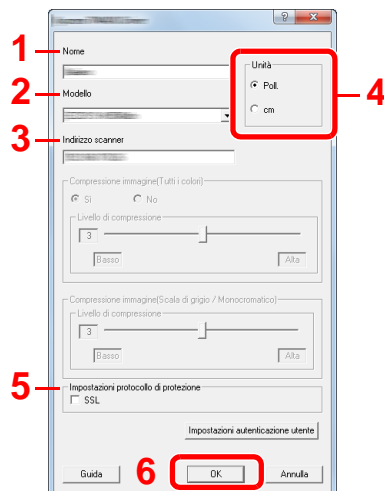 1 Nome
Unità
Poll.
cm
4
2 Modello
3 Indirizzo scanner
Compressione immagine(Tutti i colori)
Sì No
Livello di compressione
3
Basso Alta
Compressione immagine(Scala di grigio / Monocromatico)
Livello di compressione
3
Basso Alta
5 Impostazioni protocollo di protezione
SSL
Impostazioni autenticazione utente
Guida 6 OK Annulla